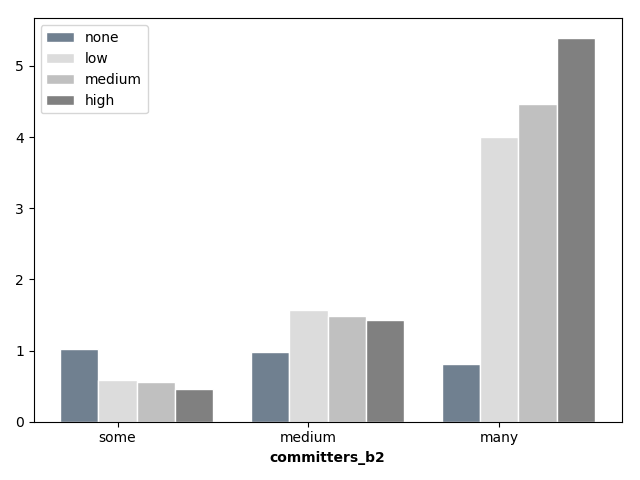 none
low
medium
high
5
4
3
2
1
0
some
medium
many
committers_b2